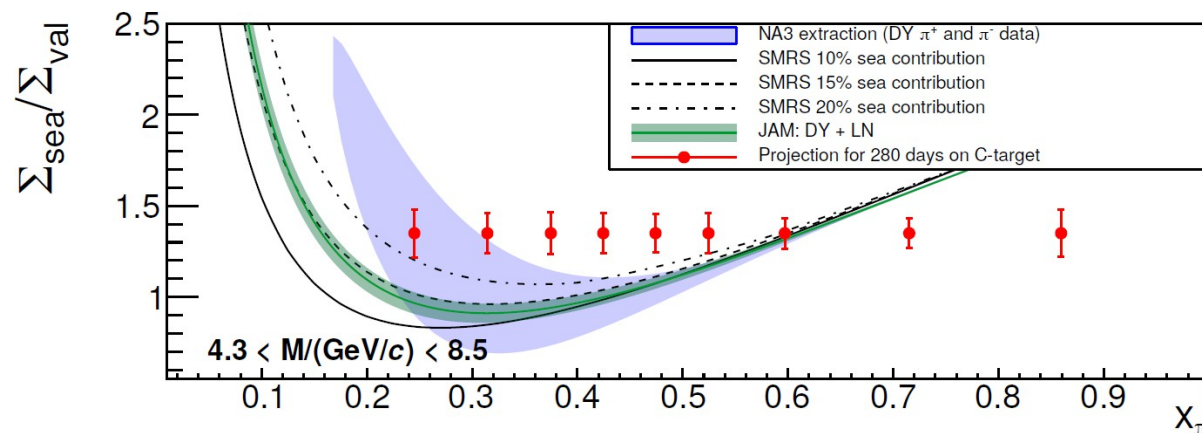 Σsea/Σval
2.5
2
1.5
1
NA3 extraction (DY π⁺ and π⁻ data)
SMRS 10% sea contribution
SMRS 15% sea contribution
SMRS 20% sea contribution
JAM: DY + LN
Projection for 280 days on C-target
4.3 < M/(GeV/c) < 8.5
0.1 0.2 0.3 0.4 0.5 0.6 0.7 0.8 0.9
x